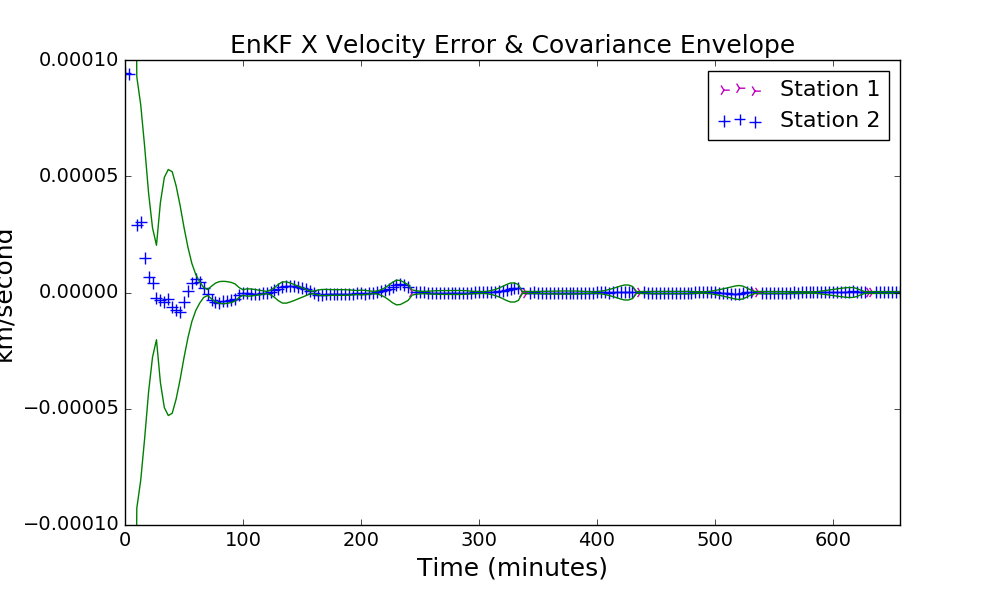 EnKF X Velocity Error & Covariance Envelope
0.00010
0.00005
0.00000
−0.00005
−0.00010
km/second
Station 1
Station 2
0 100 200 300 400 500 600
Time (minutes)